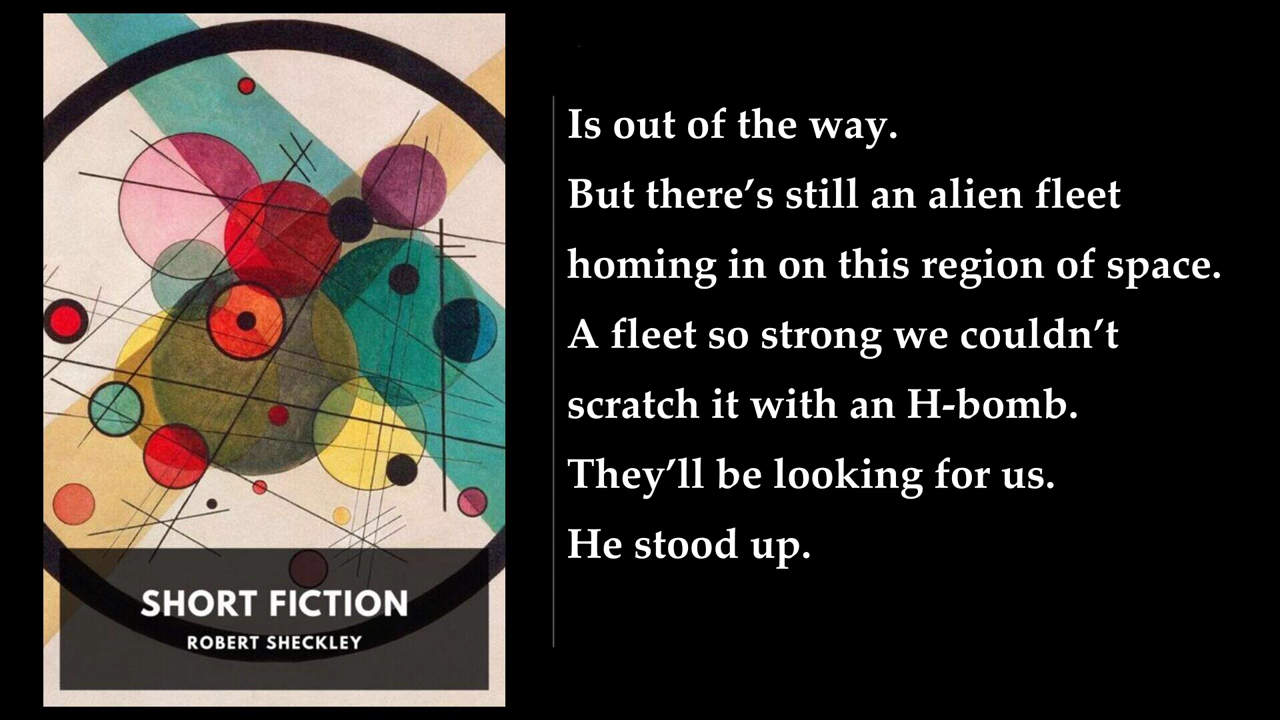 SHORT FICTION
ROBERT SHECKLEY
Is out of the way.
But there’s still an alien fleet
homing in on this region of space.
A fleet so strong we couldn’t
scratch it with an H-bomb.
They’ll be looking for us.
He stood up.